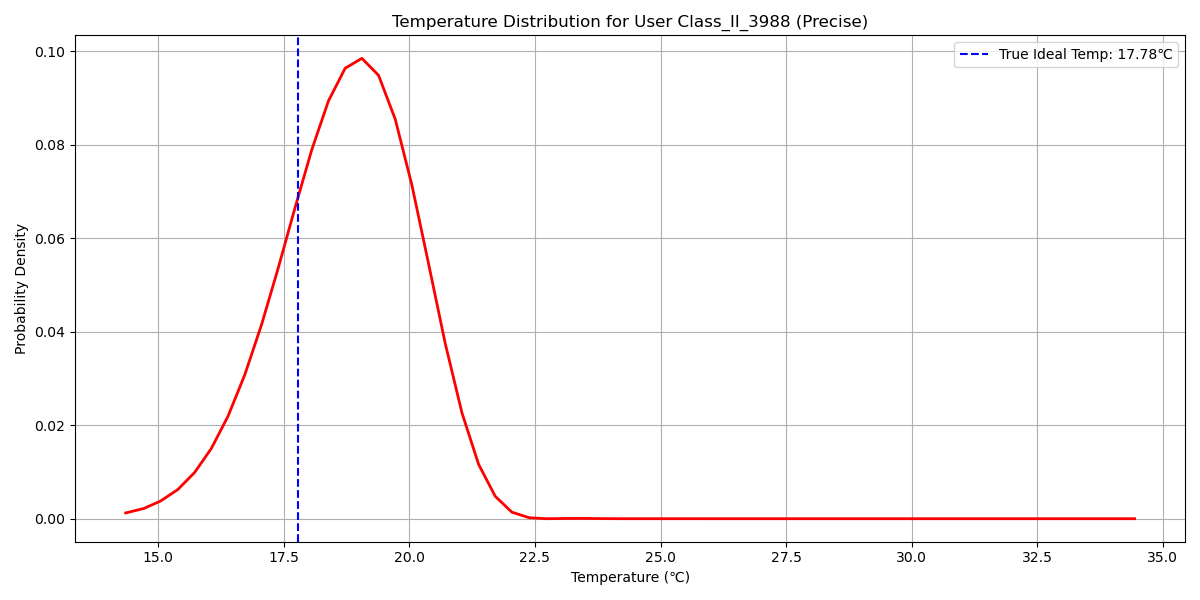 Temperature Distribution for User Class_II_3988 (Precise)
True Ideal Temp: 17.78℃
Probability Density
0.10
0.08
0.06
0.04
0.02
0.00
15.0 17.5 20.0 22.5 25.0 27.5 30.0 32.5 35.0
Temperature (℃)